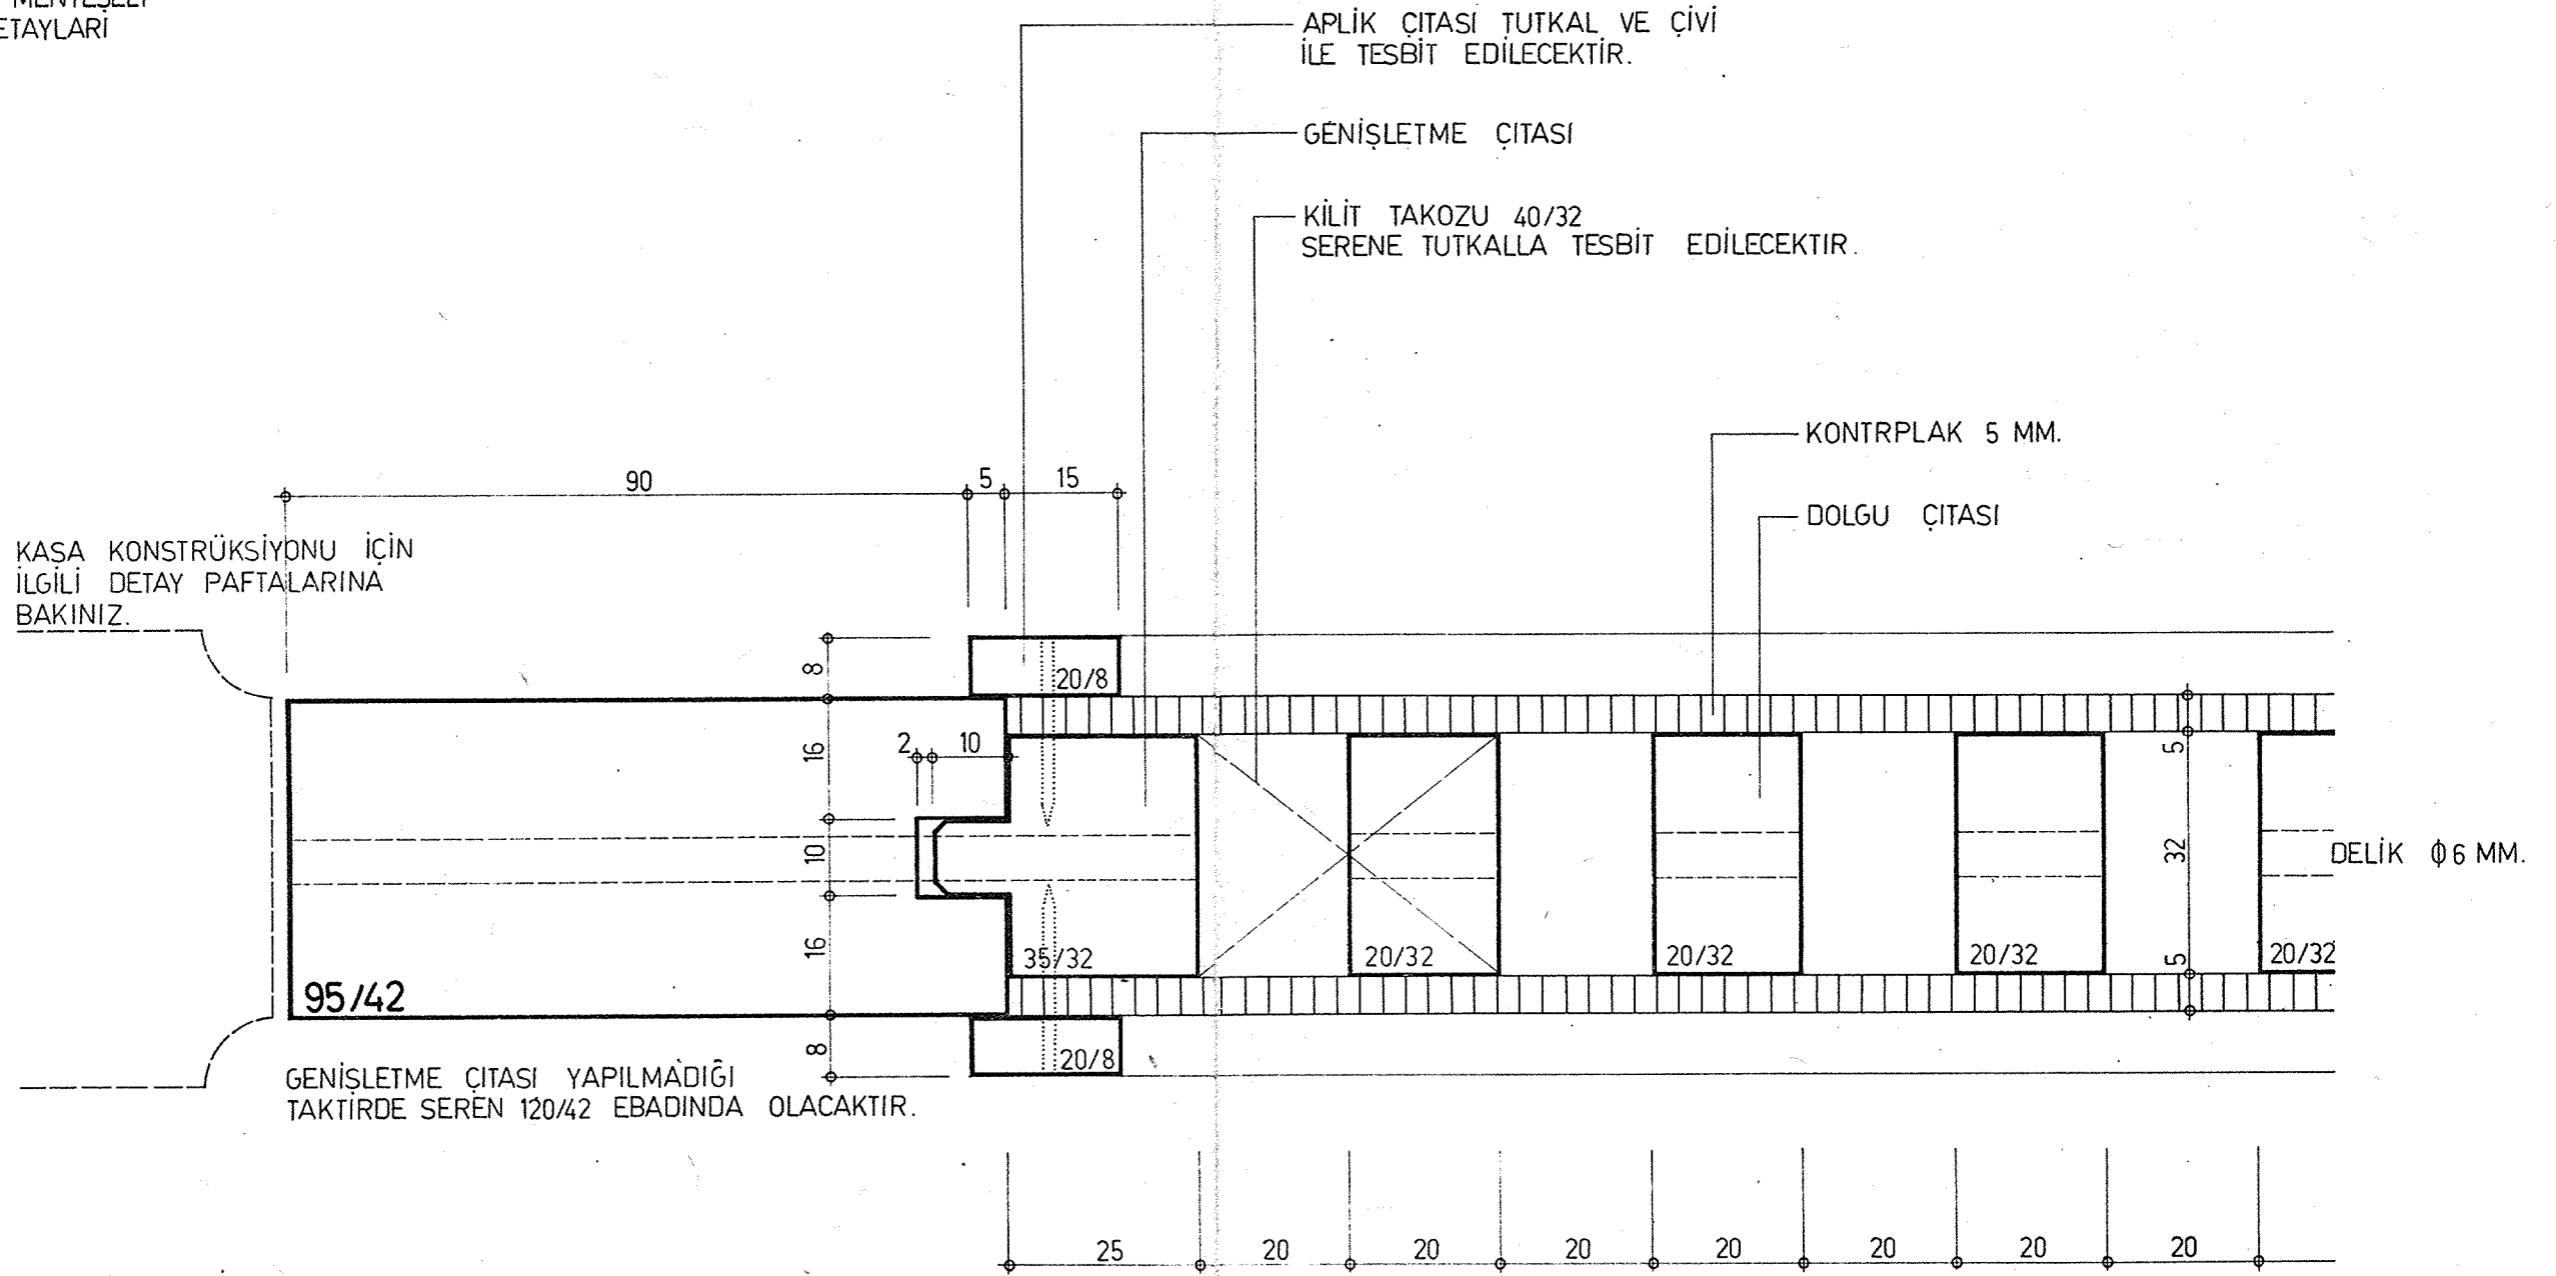 ETAYLARI
APLİK ÇITASI TUTKAL VE ÇİVİ
İLE TESBİT EDİLECEKTİR.
GENİŞLETME ÇITASI
KİLİT TAKOZU 40/32
SERENE TUTKALLA TESBİT EDİLECEKTIR.
KONTRPLAK 5 MM.
DOLGU ÇITASI
90 5 15
KASA KONSTRÜKSİYONU İÇİN
İLGİLİ DETAY PAFTALARINA
BAKINIZ.
8
20/8
16
2 10
5
10
32
DELİK ϕ6 MM.
16
35/32
20/32
20/32
20/32
20/32
5
95/42
8
20/8
GENİŞLETME ÇITASI YAPILMADIĞI
TAKTİRDE SEREN 120/42 EBADINDA OLACAKTIR.
25 20 20 20 20 20 20 20